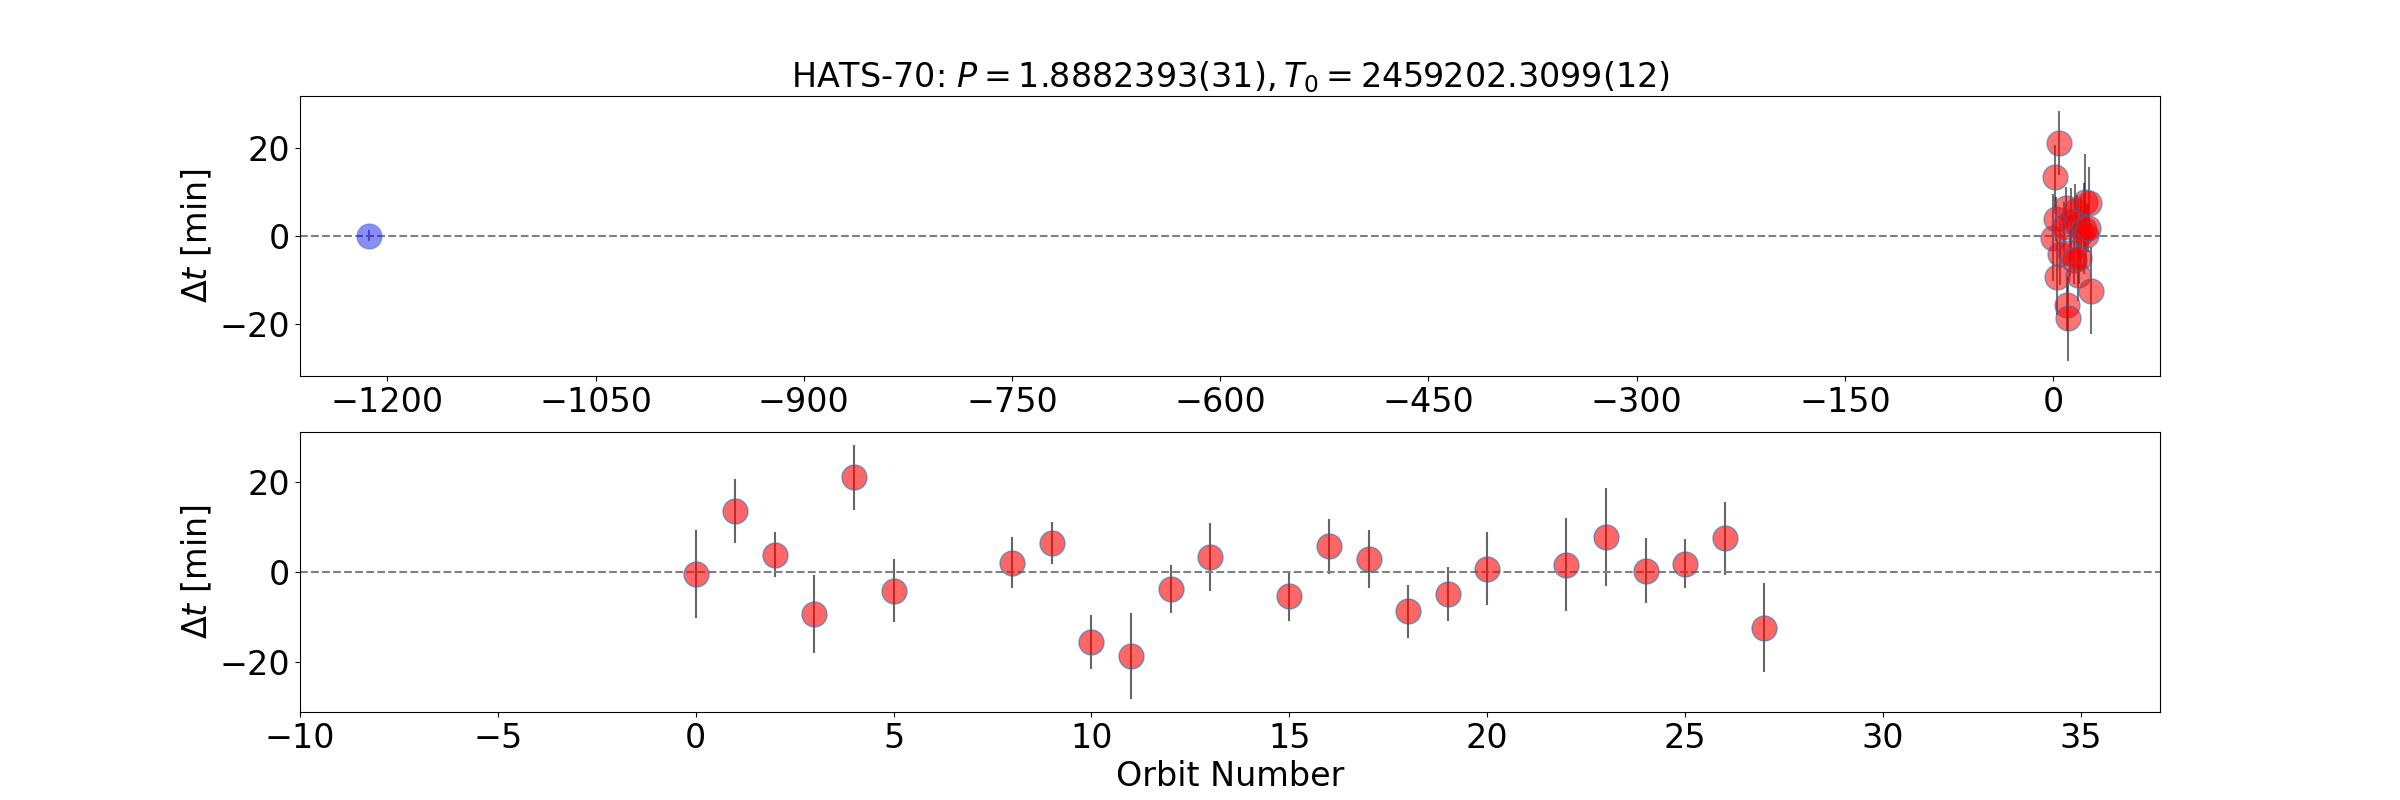 HATS-70: P = 1.8882393(31), T₀ = 2459202.3099(12)
Δt [min]
20
0
−20
−1200 −1050 −900 −750 −600 −450 −300 −150 0
Δt [min]
20
0
−20
−10 −5 0 5 10 15 20 25 30 35
Orbit Number